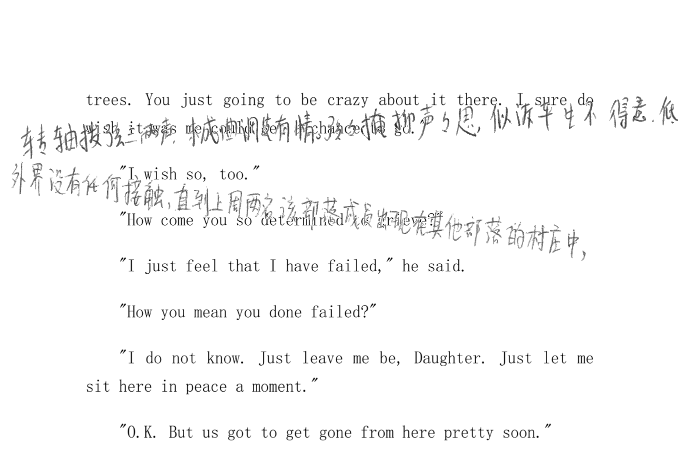 trees. You just going to be crazy about it there. I sure do
转轴拨弦三两声,未成曲调先有情。弦弦掩抑声声思,似诉平生不得意。低
wish it was me could be a chance to go."
外界没有任何接触,直到上周两名该部落成员出现在其他部落的村庄中,
"I wish so, too."
"How come you so determined to grieve?"
"I just feel that I have failed," he said.
"How you mean you done failed?"
"I do not know. Just leave me be, Daughter. Just let me
sit here in peace a moment."
"O.K. But us got to get gone from here pretty soon."